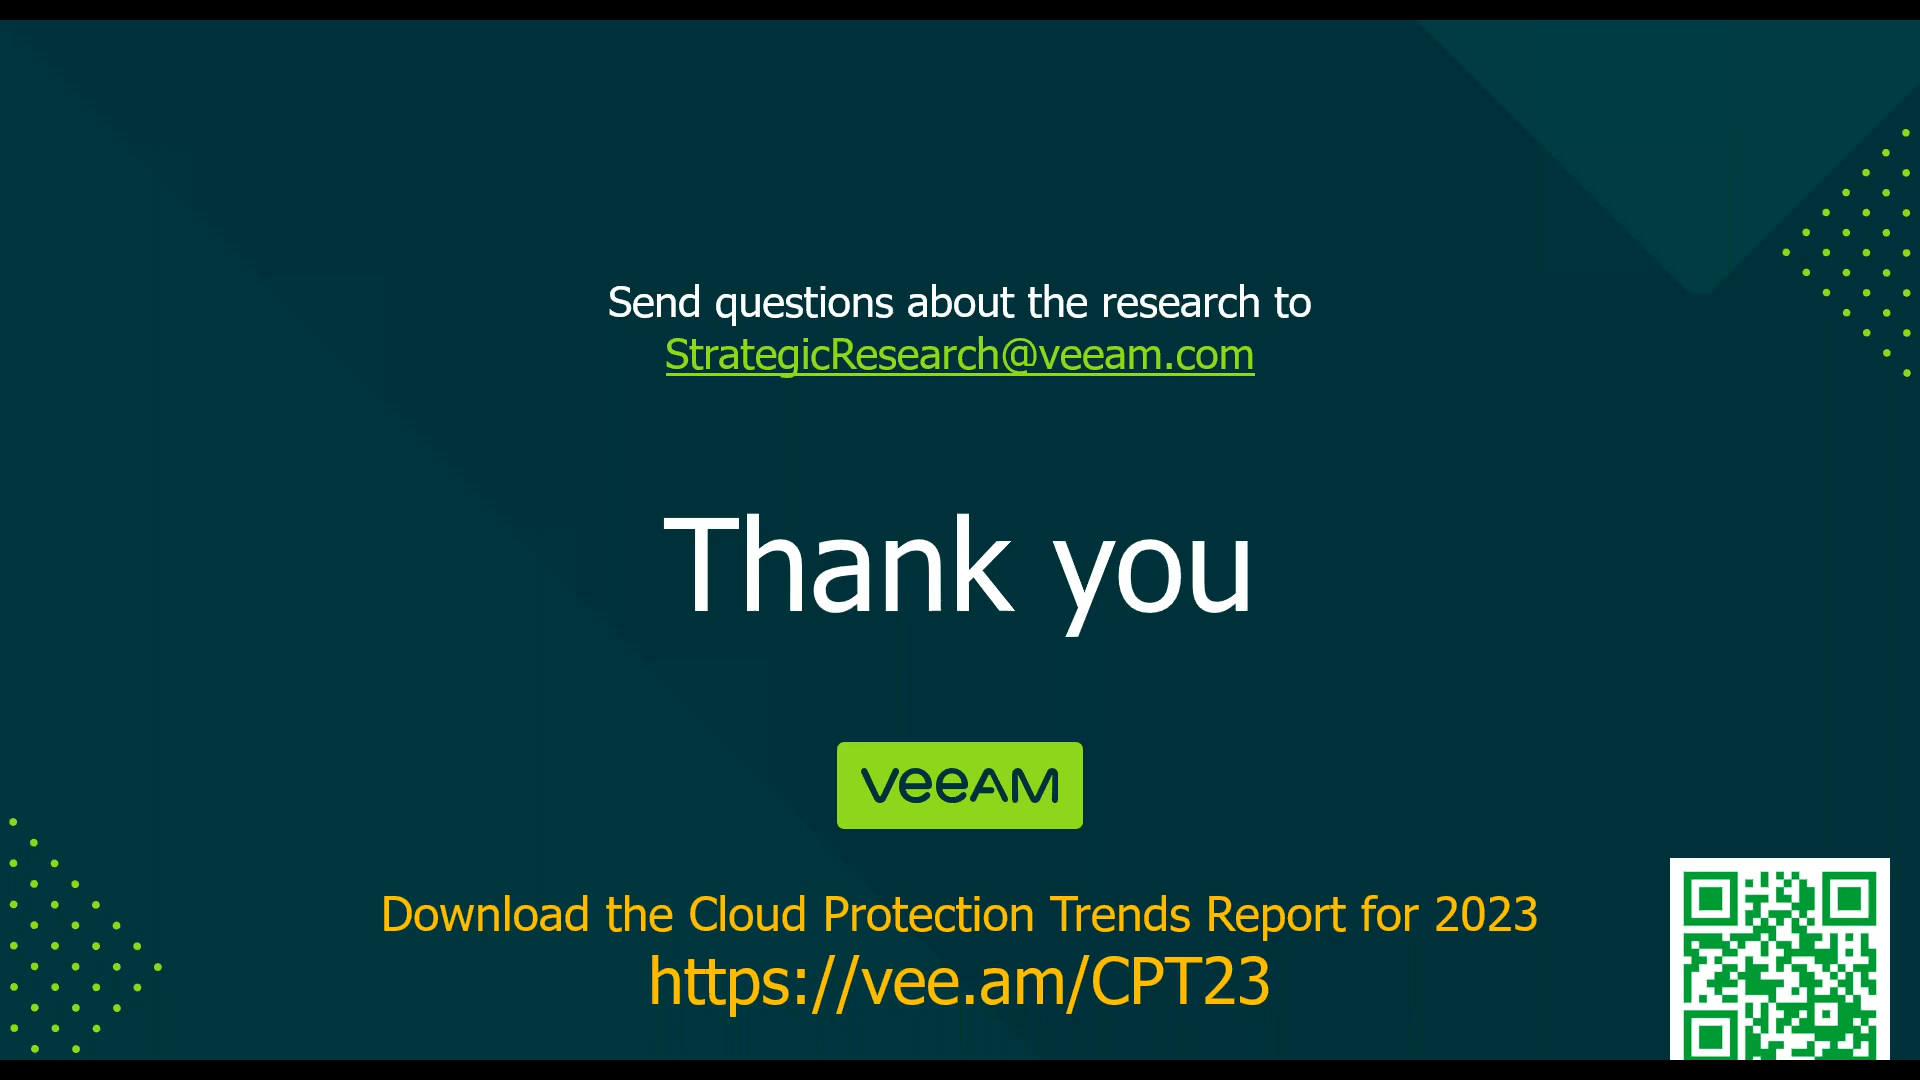 Send questions about the research to
StrategicResearch@veeam.com
Thank you
veeAM
Download the Cloud Protection Trends Report for 2023
https://vee.am/CPT23